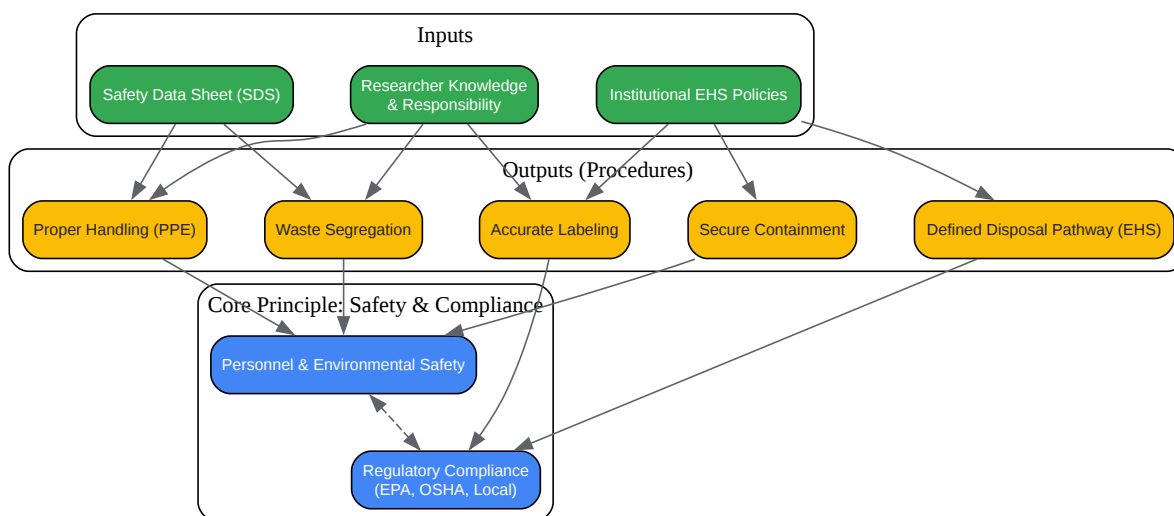 Inputs
Safety Data Sheet (SDS)
Researcher Knowledge
& Responsibility
Institutional EHS Policies
Outputs (Procedures)
Proper Handling (PPE)
Waste Segregation
Accurate Labeling
Secure Containment
Defined Disposal Pathway (EHS)
Core Principle: Safety & Compliance
Personnel & Environmental Safety
Regulatory Compliance
(EPA, OSHA, Local)